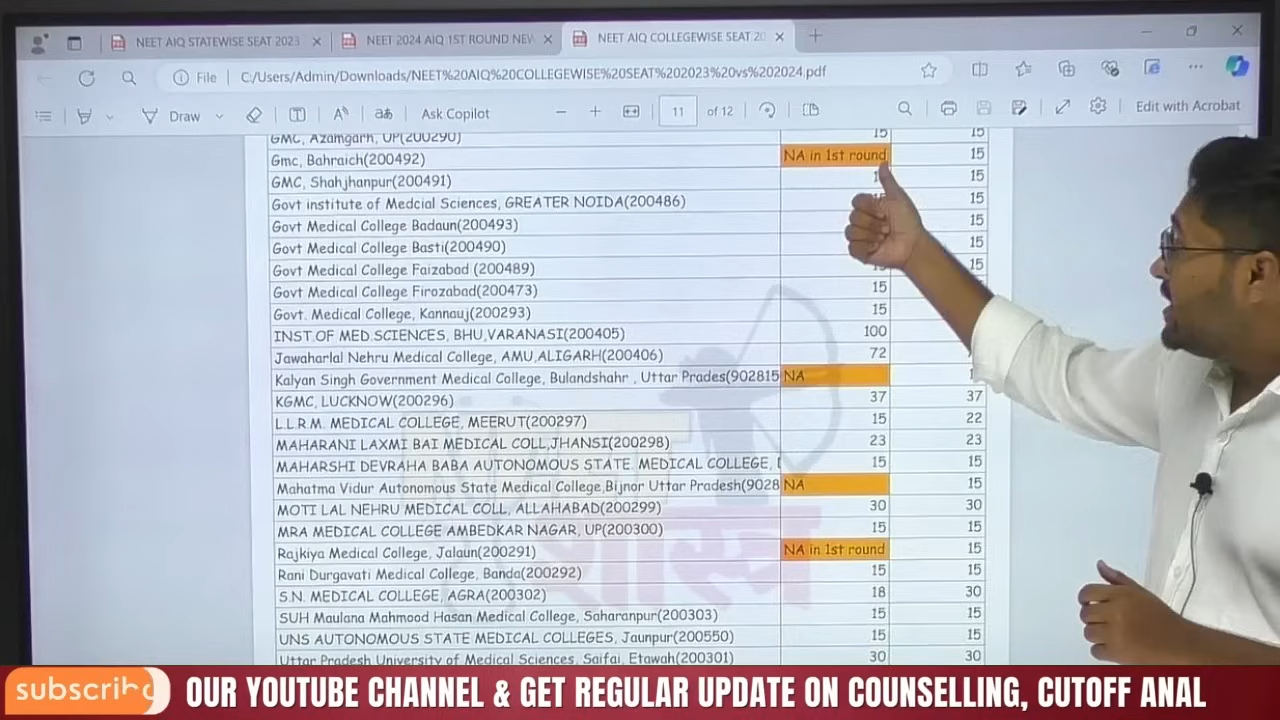 NEET AIQ STATEWISE SEAT 2023
NEET 2024 AIQ 1ST ROUND NEW
NEET AIQ COLLEGEWISE SEAT 20
File C:/Users/Admin/Downloads/NEET%20AIQ%20COLLEGEWISE%20SEAT%202023%20vs%202024.pdf
Draw aあ Ask Copilot 11 of 12 Edit with Acrobat
GMC, Azamgarh, UP(200290) 15 15
Gmc, Bahraich(200492) NA in 1st round 15
GMC, Shahjhanpur(200491) 15
Govt institute of Medcial Sciences, GREATER NOIDA(200486) 15
Govt Medical College Badaun(200493) 15
Govt Medical College Basti(200490) 15
Govt Medical College Faizabad (200489) 15
Govt Medical College Firozabad(200473) 15
Govt. Medical College, Kannauj(200293) 15
INST.OF MED.SCIENCES, BHU,VARANASI(200405) 100
Jawaharlal Nehru Medical College, AMU,ALIGARH(200406) 72
Kalyan Singh Government Medical College, Bulandshahr , Uttar Prades(902815 NA
KGMC, LUCKNOW(200296) 37 37
L.L.R.M. MEDICAL COLLEGE, MEERUT(200297) 15 22
MAHARANI LAXMI BAI MEDICAL COLL,JHANSI(200298) 23 23
MAHARSHI DEVRAHA BABA AUTONOMOUS STATE MEDICAL COLLEGE, 15 15
Mahatma Vidur Autonomous State Medical College,Bijnor Uttar Pradesh(9028 NA 15
MOTI LAL NEHRU MEDICAL COLL, ALLAHABAD(200299) 30 30
MRA MEDICAL COLLEGE AMBEDKAR NAGAR, UP(200300) 15 15
Rajkiya Medical College, Jalaun(200291) NA in 1st round 15
Rani Durgavati Medical College, Banda(200292) 15 15
S.N. MEDICAL COLLEGE, AGRA(200302) 18 30
SUH Maulana Mahmood Hasan Medical College, Saharanpur(200303) 15 15
UNS AUTONOMOUS STATE MEDICAL COLLEGES, Jaunpur(200550) 15 15
Uttar Pradesh University of Medical Sciences, Saifai, Etawah(200301) 30 30
subscrib OUR YOUTUBE CHANNEL & GET REGULAR UPDATE ON COUNSELLING, CUTOFF ANAL